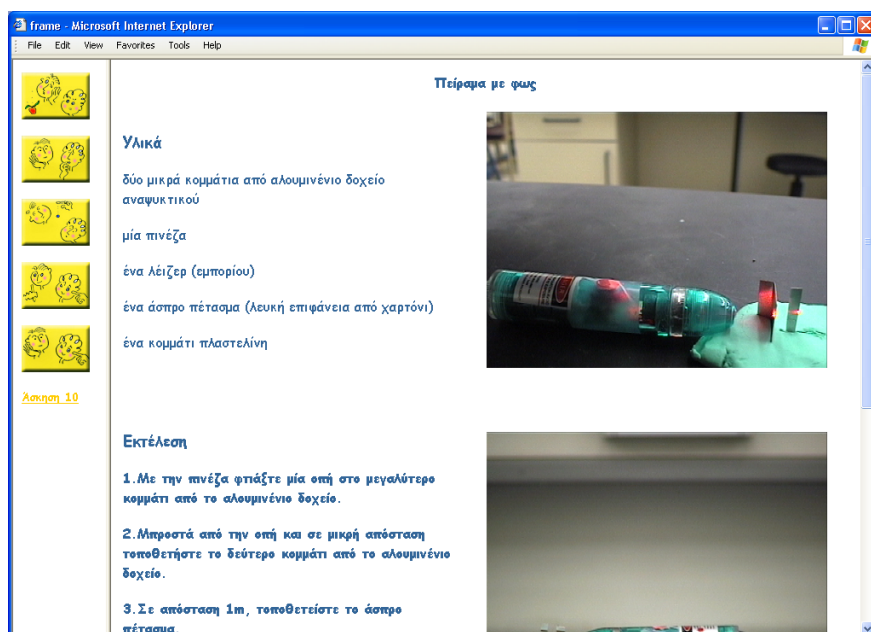 frame - Microsoft Internet Explorer
File Edit View Favorites Tools Help
Πείραμα με φως
Υλικά
δύο μικρά κομμάτια από αλουμινένιο δοχείο
αναψυκτικού
μία πινέζα
ένα λέιζερ (εμπορίου)
ένα άσπρο πέτασμα (λευκή επιφάνεια από χαρτόνι)
ένα κομμάτι πλαστελίνη
Άσκηση 10
Εκτέλεση
1.Με την πινέζα φτιάξτε μία οπή στο μεγαλύτερο
κομμάτι από το αλουμινένιο δοχείο.
2.Μπροστά από την οπή και σε μικρή απόσταση
τοποθετήστε το δεύτερο κομμάτι από το αλουμινένιο
δοχείο.
3.Σε απόσταση 1m, τοποθετείστε το άσπρο
πέτασμα.